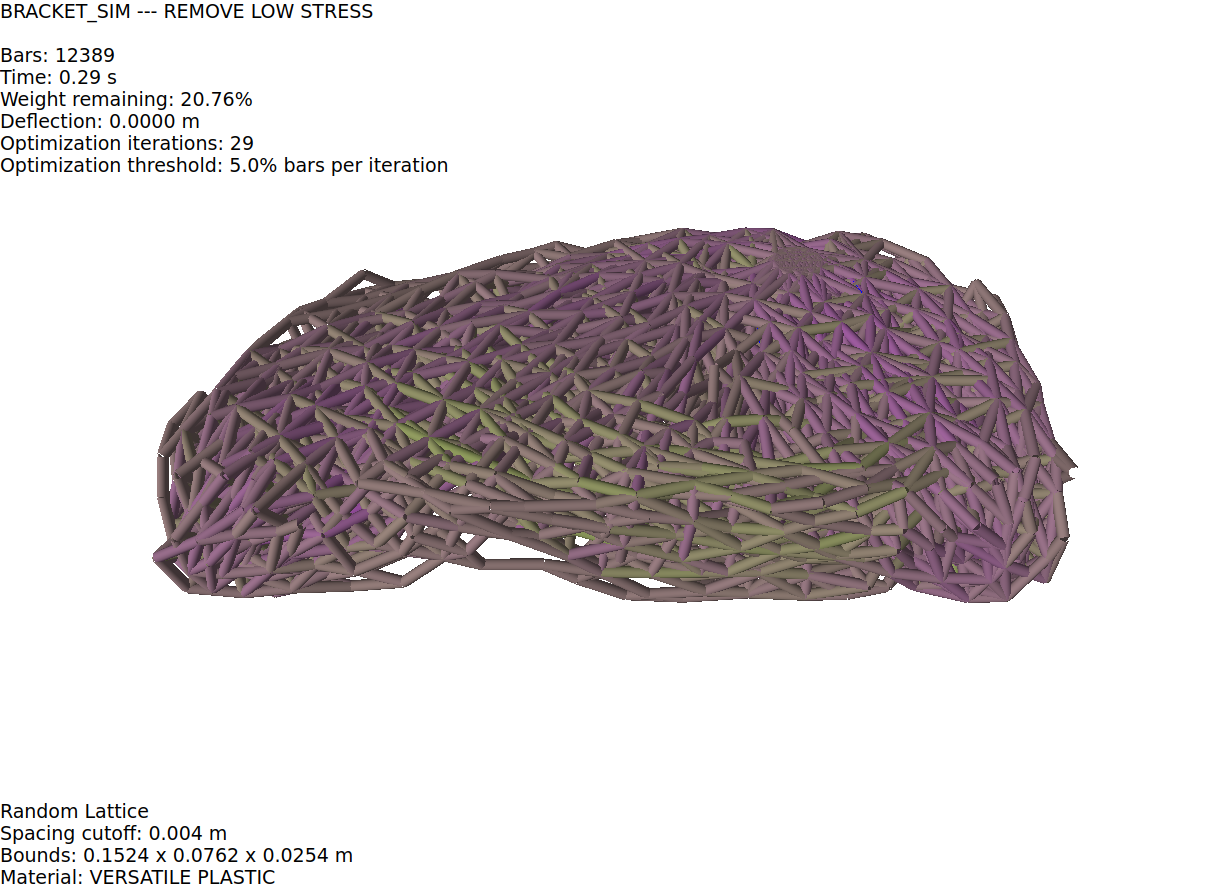 BRACKET_SIM --- REMOVE LOW STRESS
Bars: 12389
Time: 0.29 s
Weight remaining: 20.76%
Deflection: 0.0000 m
Optimization iterations: 29
Optimization threshold: 5.0% bars per iteration
Random Lattice
Spacing cutoff: 0.004 m
Bounds: 0.1524 x 0.0762 x 0.0254 m
Material: VERSATILE PLASTIC